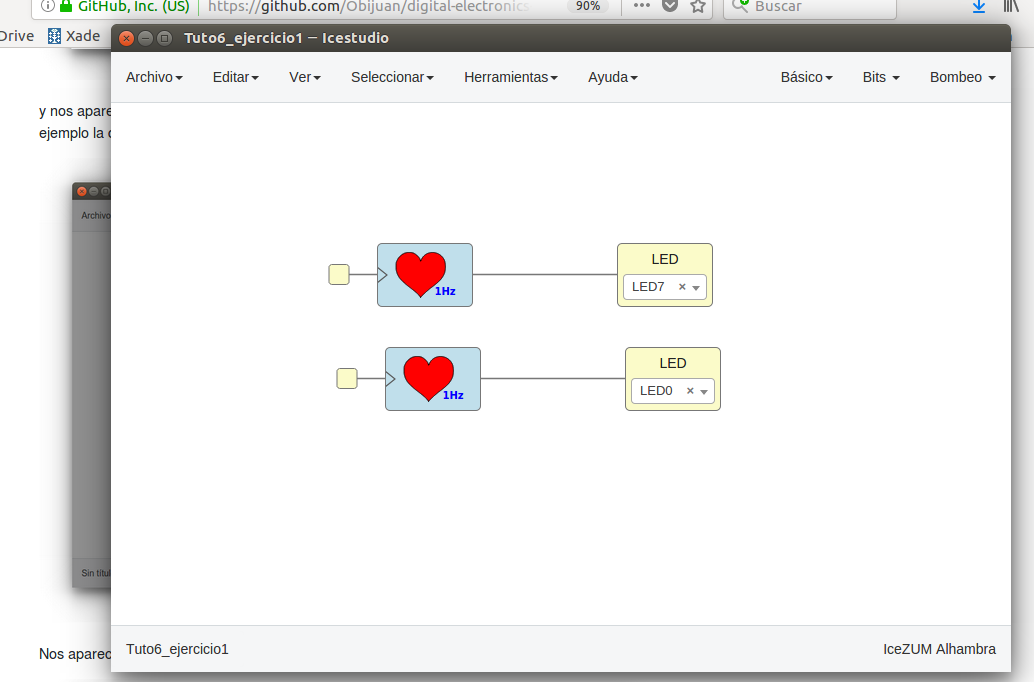 GitHub, Inc. (US)
https://github.com/Obijuan/digital-electronics
90%
Buscar
Drive
Xade
y nos apare
ejemplo la
Archivo
Sin títul
Nos aparec
Tuto6_ejercicio1 — Icestudio
Archivo
Editar
Ver
Seleccionar
Herramientas
Ayuda
Básico
Bits
Bombeo
1Hz
LED
LED7
1Hz
LED
LED0
Tuto6_ejercicio1
IceZUM Alhambra